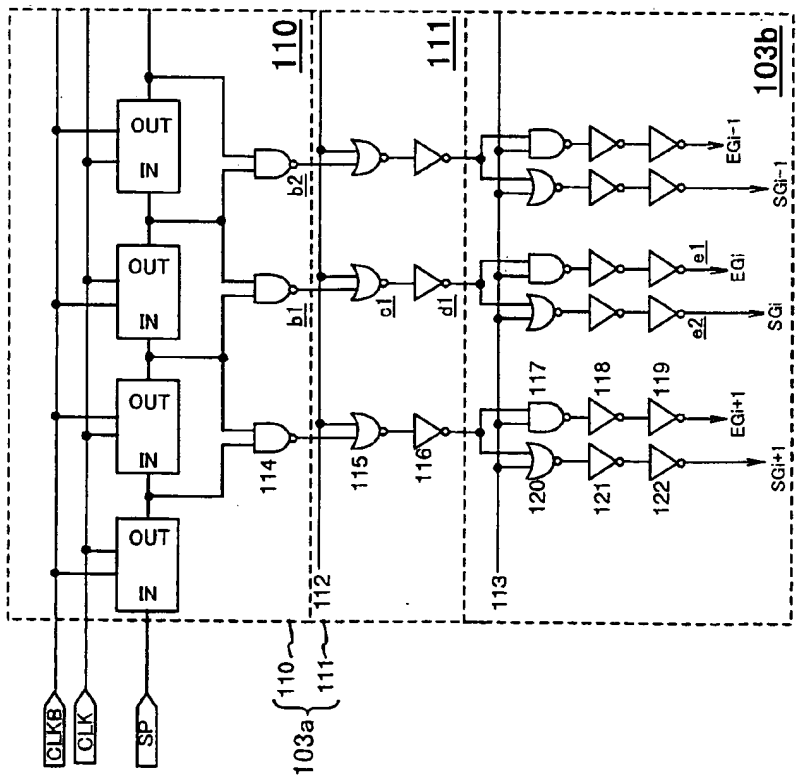 110
111
103b
OUT
IN
OUT
IN
OUT
IN
OUT
IN
b2
b1
c1
d1
114
115
116
117
118
119
120
121
122
e1
e2
EGi−1
SGi−1
EGi
SGi
EGi+1
SGi+1
112
113
110
111
103a
CLKB
CLK
SP